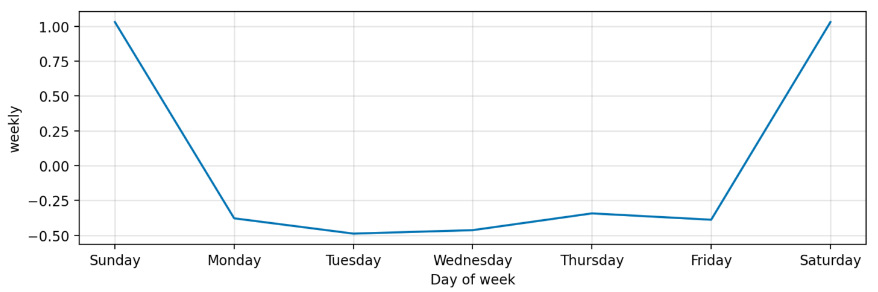 1.00
0.75
0.50
0.25
0.00
−0.25
−0.50
weekly
Sunday Monday Tuesday Wednesday Thursday Friday Saturday
Day of week